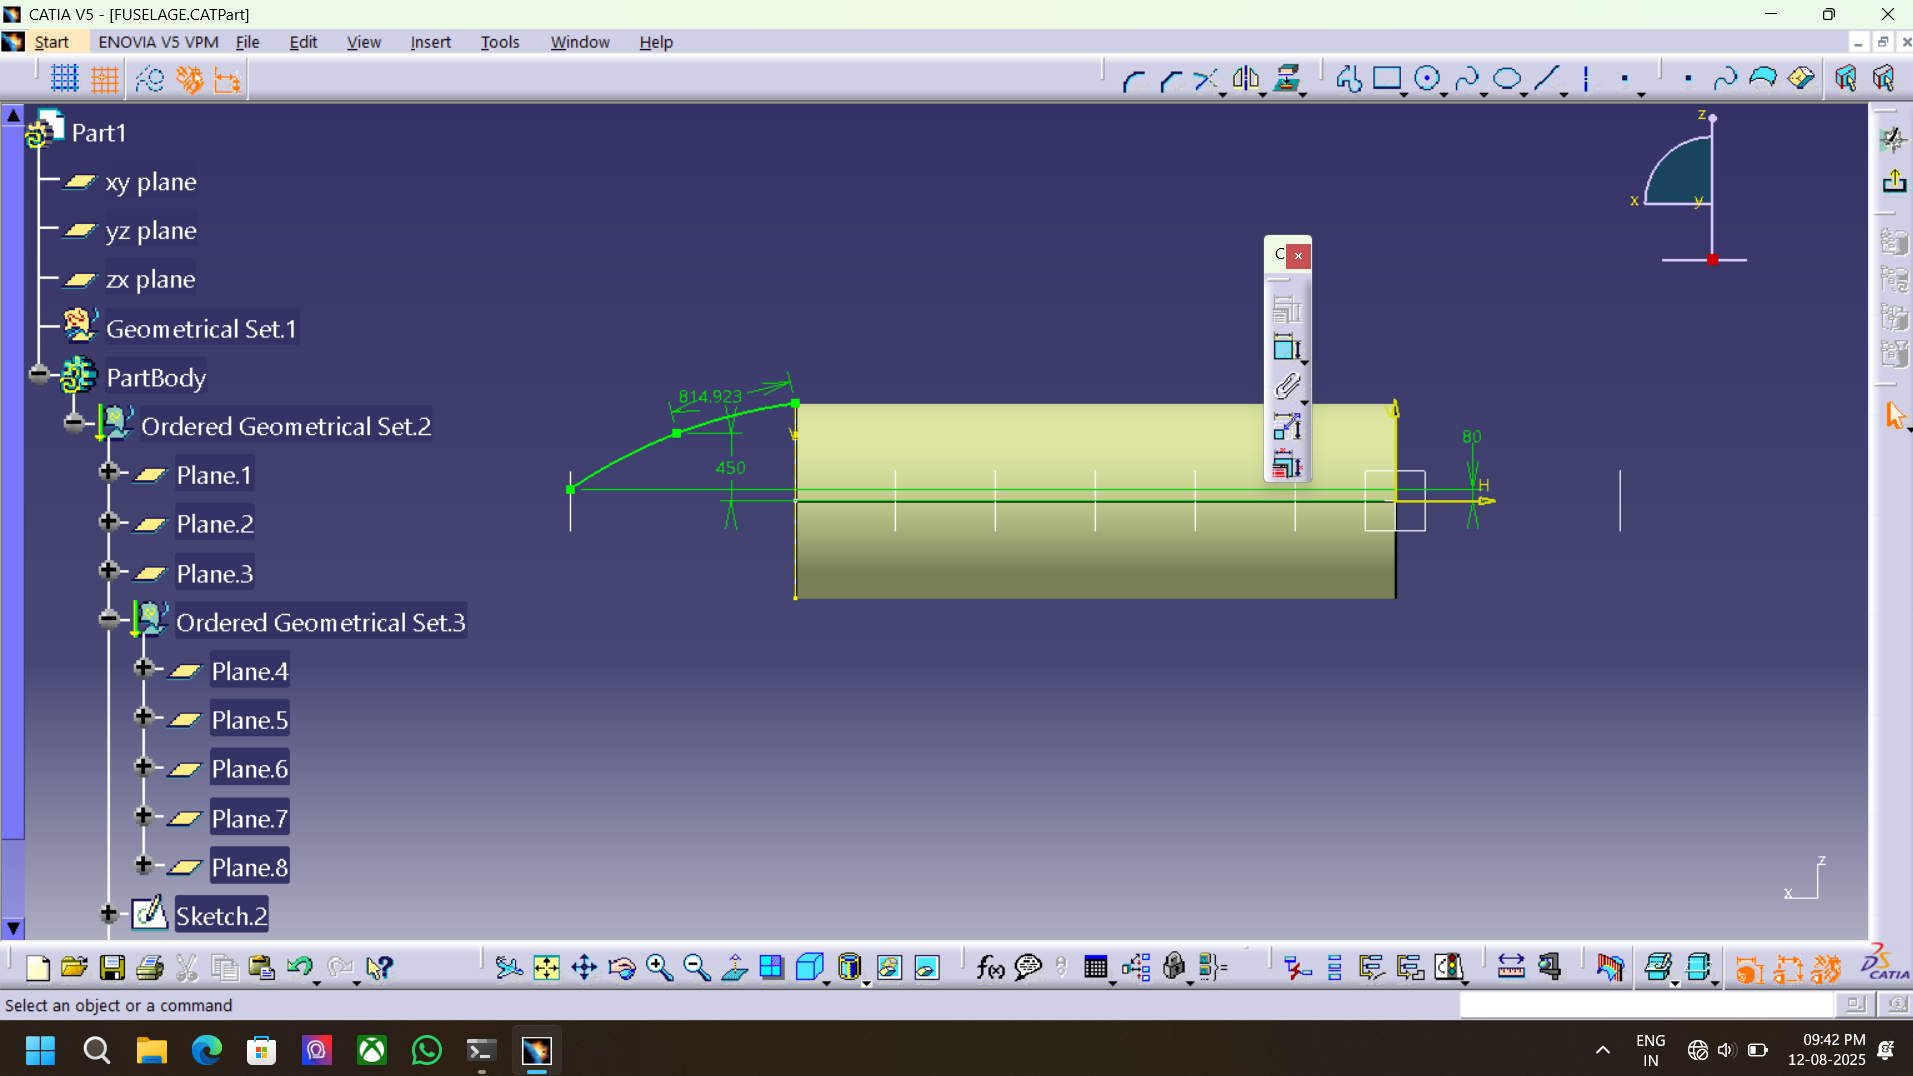 CATIA V5 - [FUSELAGE.CATPart]
Start ENOVIA V5 VPM File Edit View Insert Tools Window Help
Part1
xy plane
yz plane
zx plane
Geometrical Set.1
PartBody
Ordered Geometrical Set.2
Plane.1
Plane.2
Plane.3
Ordered Geometrical Set.3
Plane.4
Plane.5
Plane.6
Plane.7
Plane.8
Sketch.2
814.923
450
80
H
V
C
z
x
y
z
x
f(x)
CATIA
Select an object or a command
ENG
IN
09:42 PM
12-08-2025